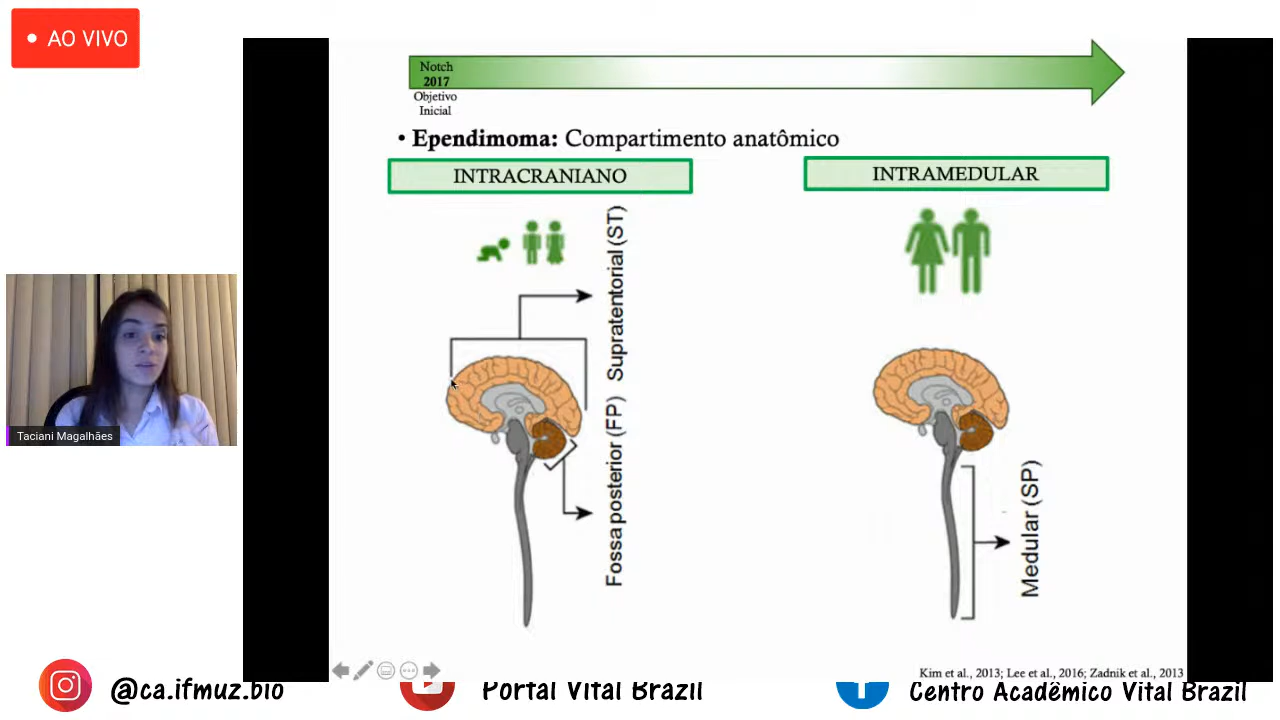 AO VIVO
Notch
2017
Objetivo
Inicial
• Ependimoma: Compartimento anatômico
INTRACRANIANO
INTRAMEDULAR
Supratentorial (ST)
Fossa posterior (FP)
Medular (SP)
Taciani Magalhães
Kim et al., 2013; Lee et al., 2016; Zadnik et al., 2013
@ca.ifmuz.bio
Portal Vital Brazil
Centro Acadêmico Vital Brazil